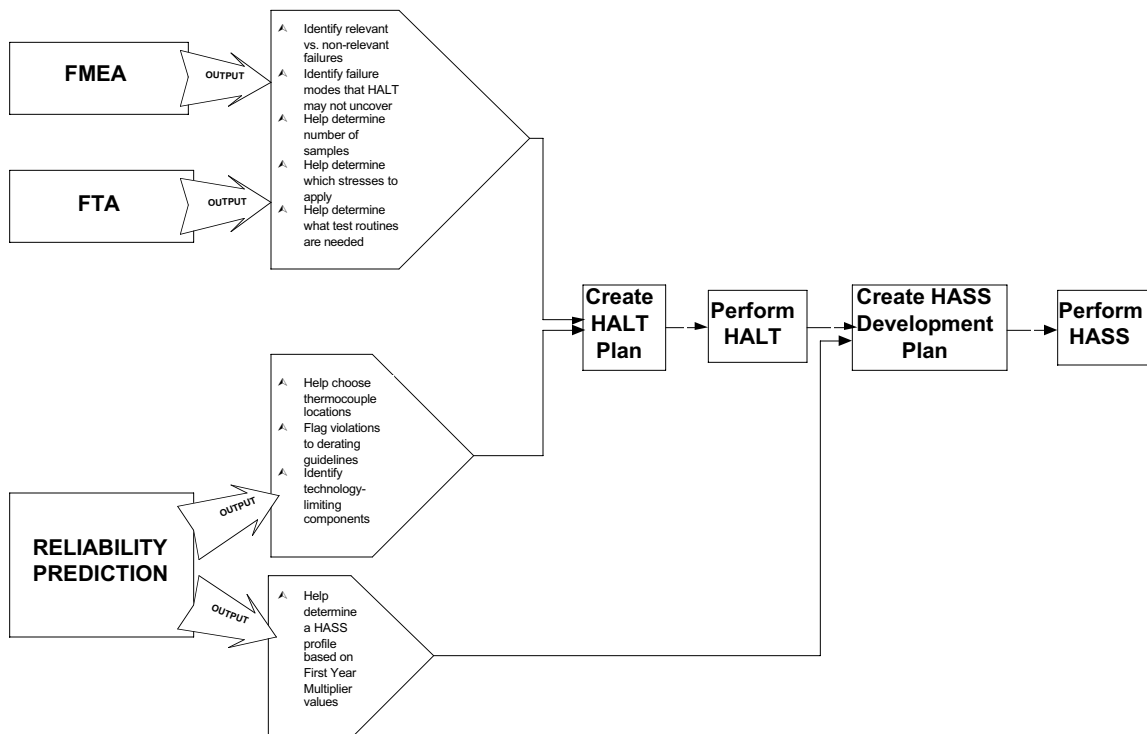 FMEA
OUTPUT
Identify relevant
vs. non-relevant
failures
Identify failure
modes that HALT
may not uncover
Help determine
number of
samples
Help determine
which stresses to
apply
Help determine
what test routines
are needed
FTA
OUTPUT
Create
HALT
Plan
Perform
HALT
Create HASS
Development
Plan
Perform
HASS
Help choose
thermocouple
locations
Flag violations
to derating
guidelines
Identify
technology-
limiting
components
RELIABILITY
PREDICTION
OUTPUT
OUTPUT
Help
determine
a HASS
profile
based on
First Year
Multiplier
values